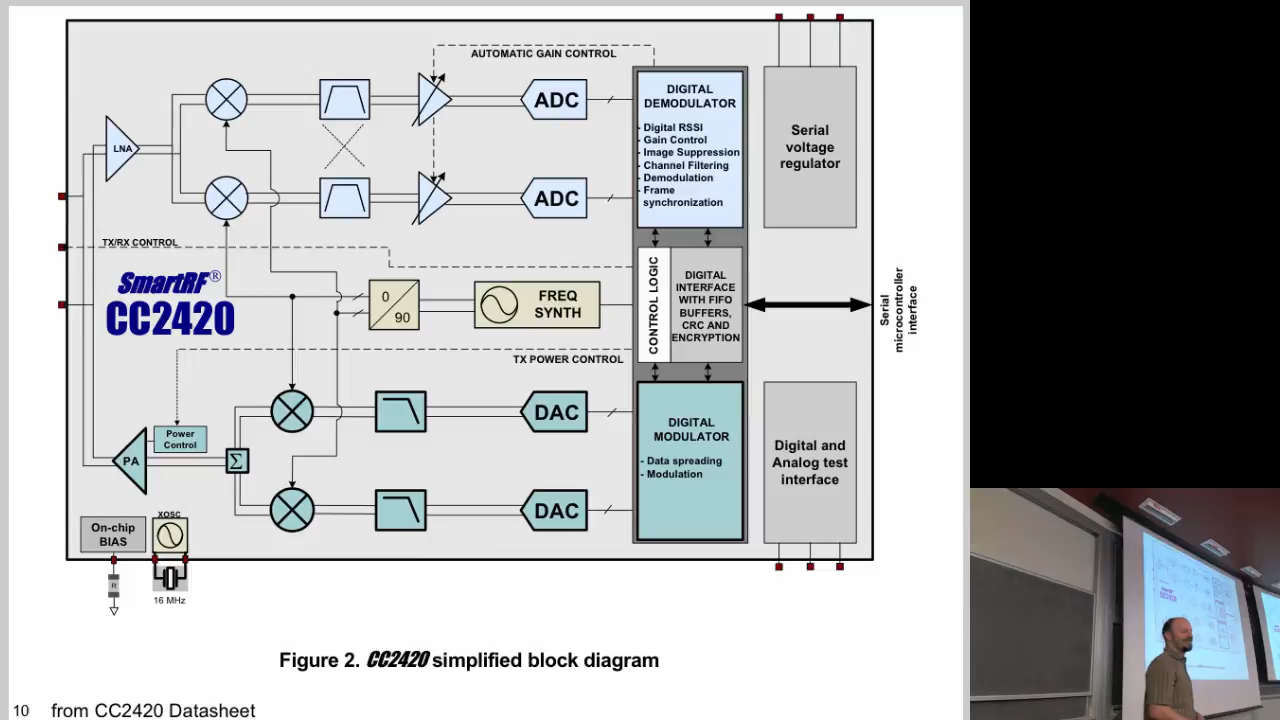 AUTOMATIC GAIN CONTROL
LNA
ADC
ADC
DIGITAL
DEMODULATOR
- Digital RSSI
- Gain Control
- Image Suppression
- Channel Filtering
- Demodulation
- Frame
synchronization
Serial
voltage
regulator
TX/RX CONTROL
SmartRF®
CC2420
0
90
FREQ
SYNTH
CONTROL LOGIC
DIGITAL
INTERFACE
WITH FIFO
BUFFERS,
CRC AND
ENCRYPTION
Serial
microcontroller
interface
TX POWER CONTROL
Power
Control
PA
Σ
DAC
DAC
DIGITAL
MODULATOR
- Data spreading
- Modulation
Digital and
Analog test
interface
On-chip
BIAS
XOSC
R
16 MHz
Figure 2. CC2420 simplified block diagram
10 from CC2420 Datasheet